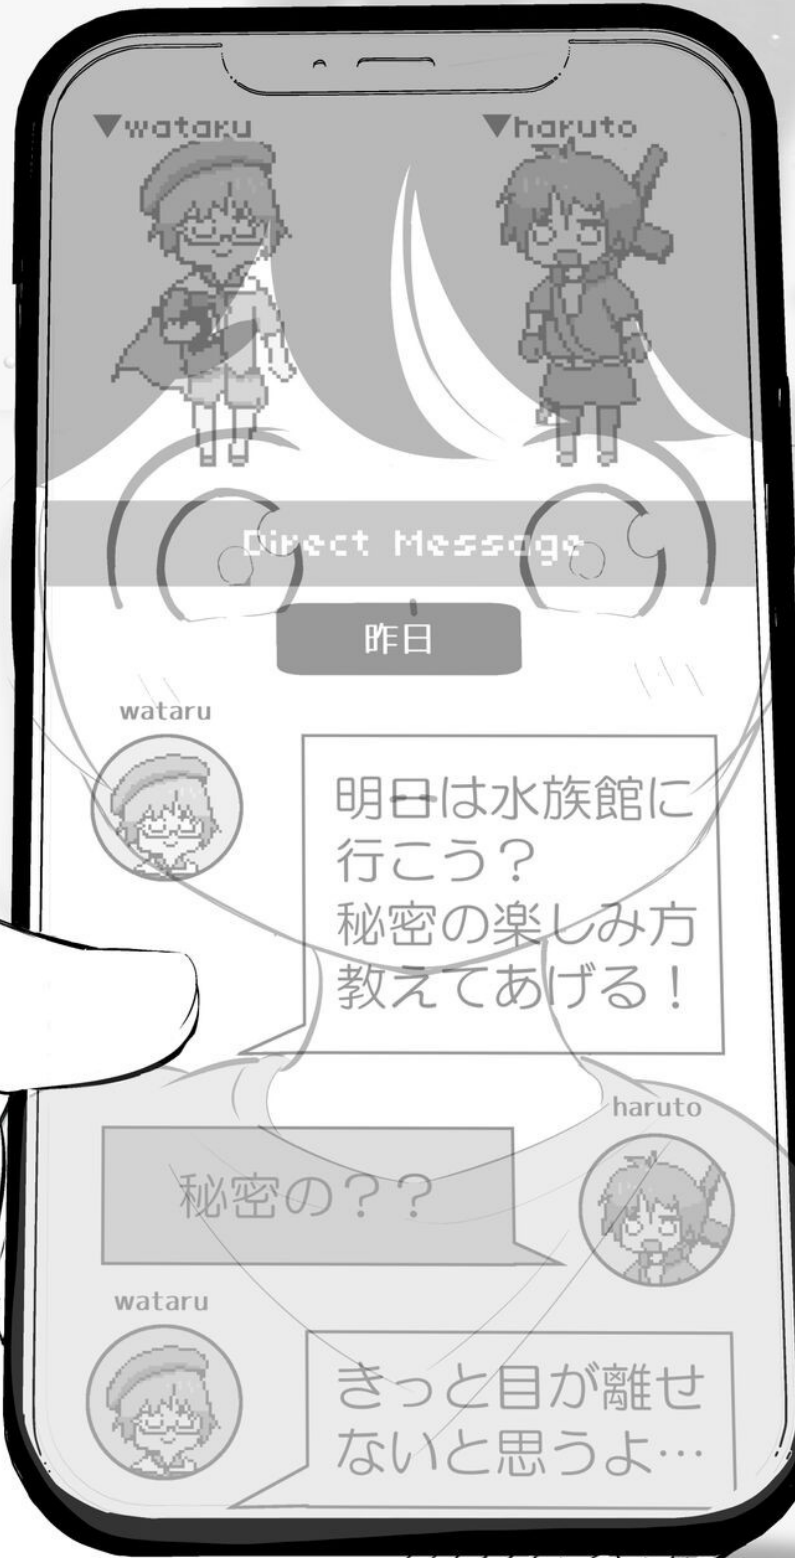 ▼wataru
▼haruto
Direct Message
昨日
wataru
明日は水族館に
行こう？
秘密の楽しみ方
教えてあげる！
haruto
秘密の？？
wataru
きっと目が離せ
ないと思うよ…